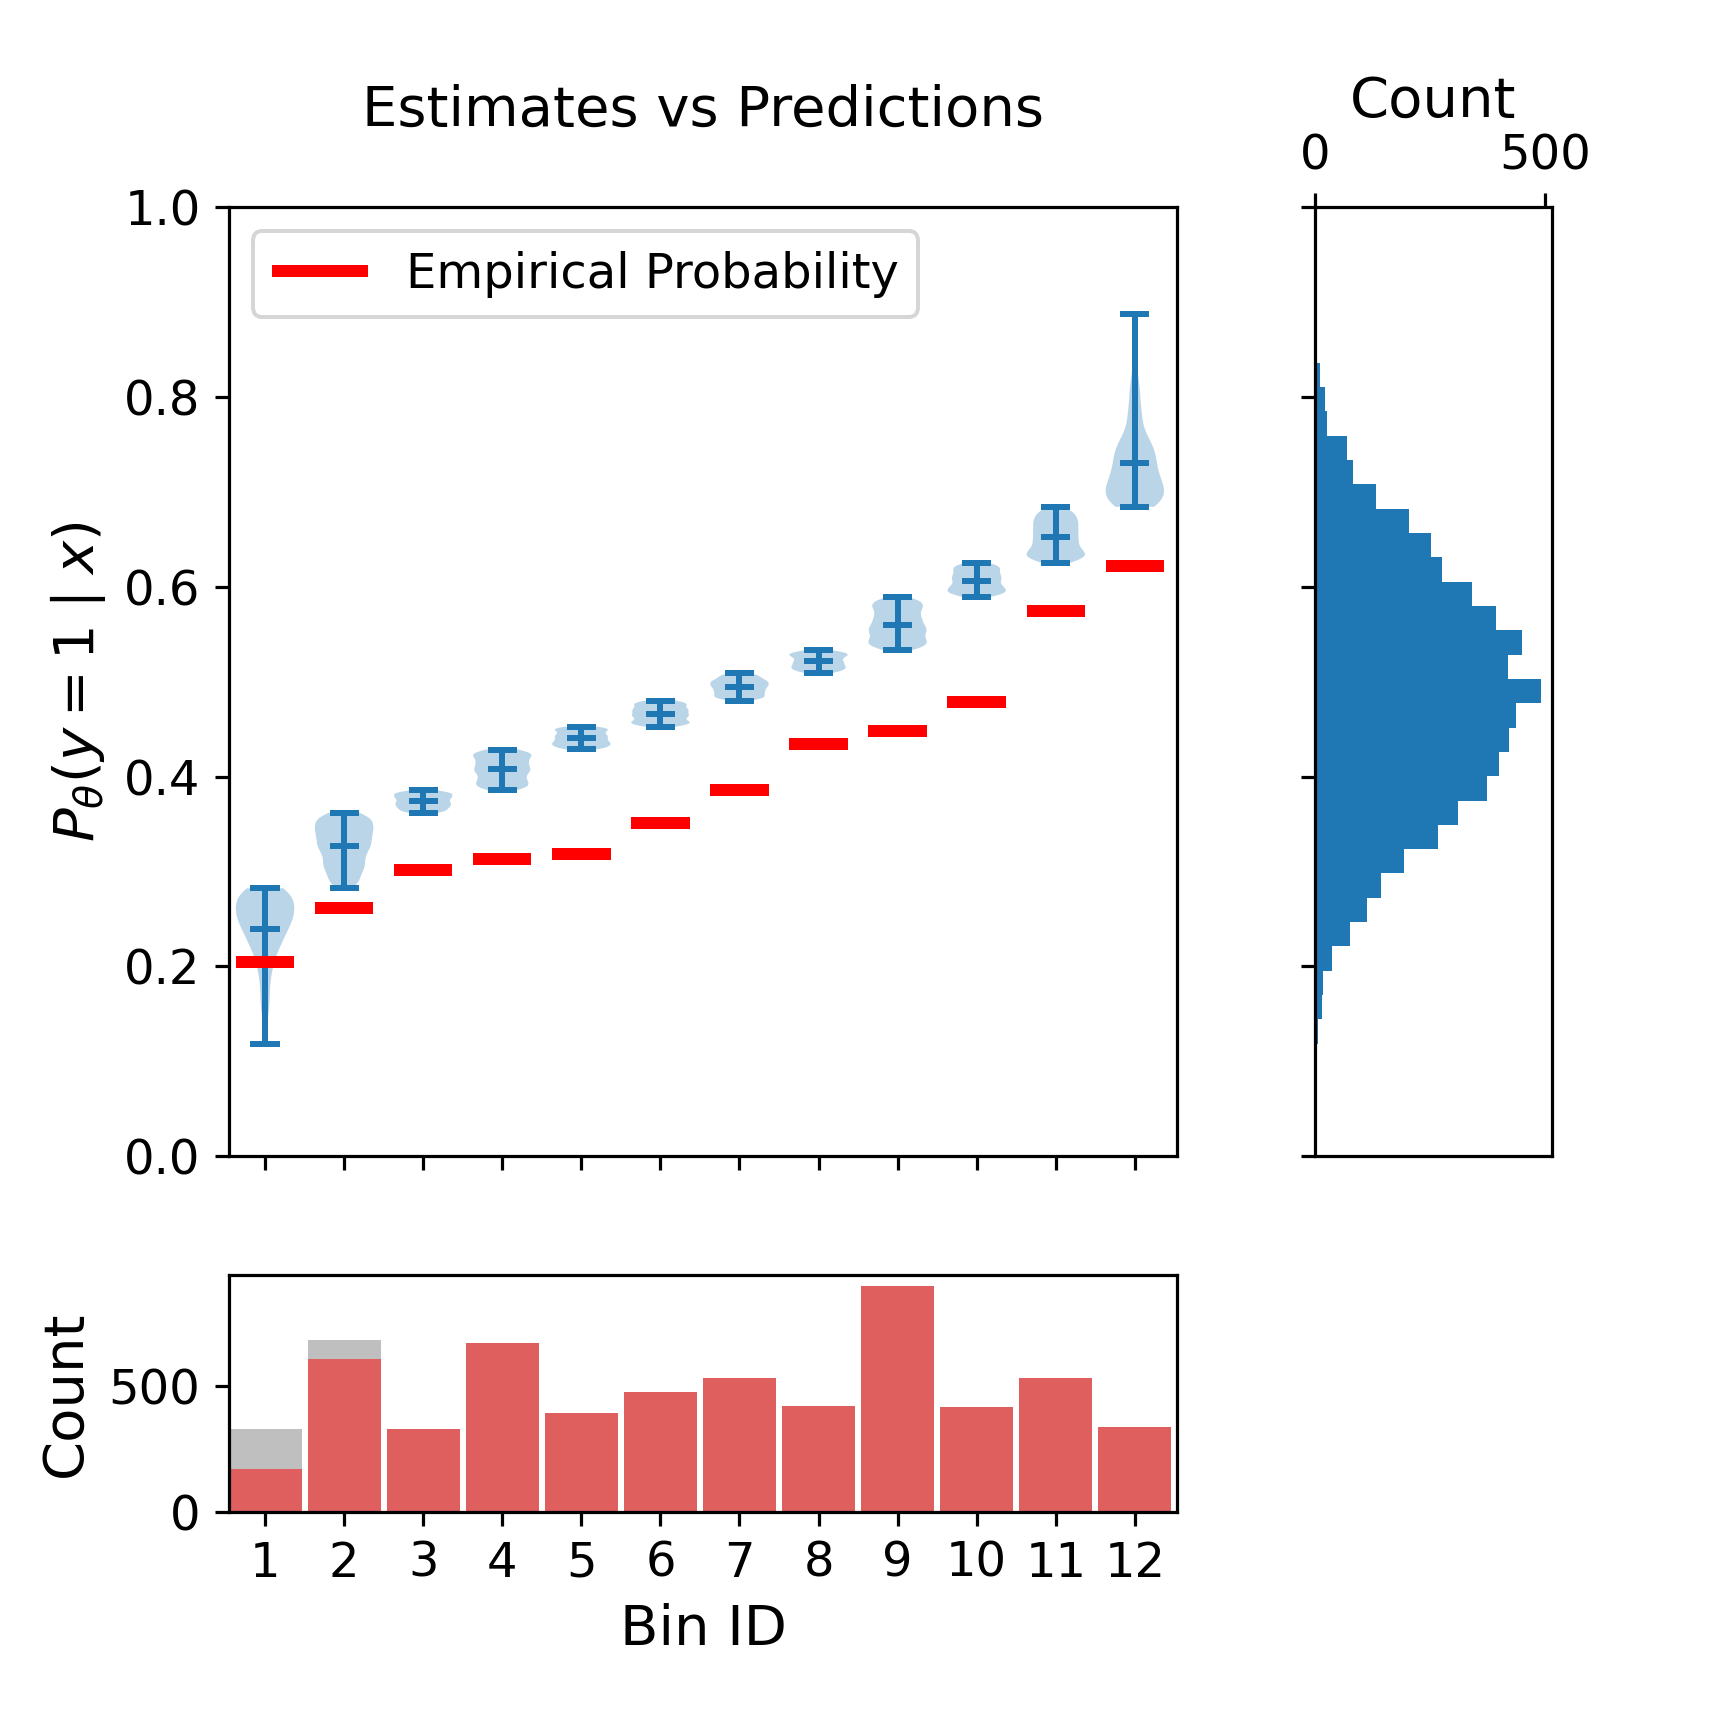 Estimates vs Predictions
Count
0 500
1.0
Empirical Probability
0.8
0.6
0.4
0.2
0.0
P_θ(y = 1 | x)
Count
500
0
1 2 3 4 5 6 7 8 9 10 11 12
Bin ID